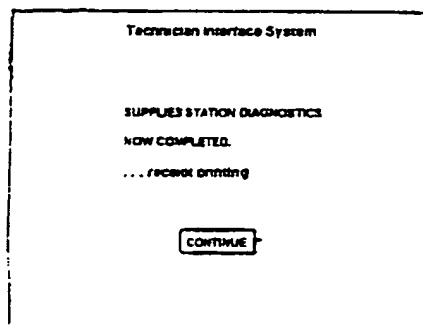 Technician Interface System
SUPPLIES STATION DIAGNOSTICS
NOW COMPLETED.
... receipt printing
CONTINUE